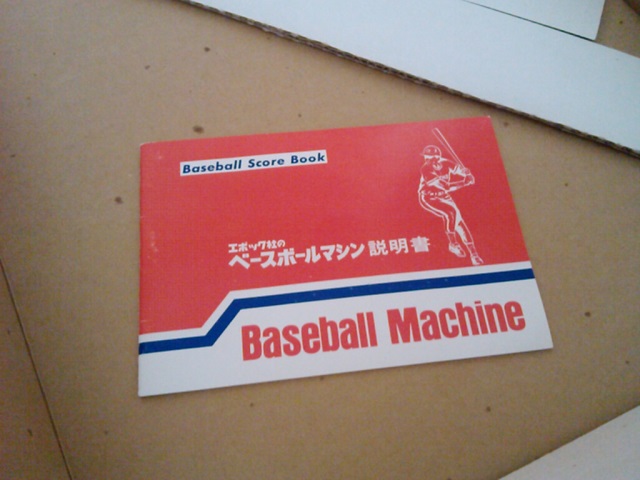 Baseball Score Book
エポック社の
ベースボールマシン説明書
Baseball Machine